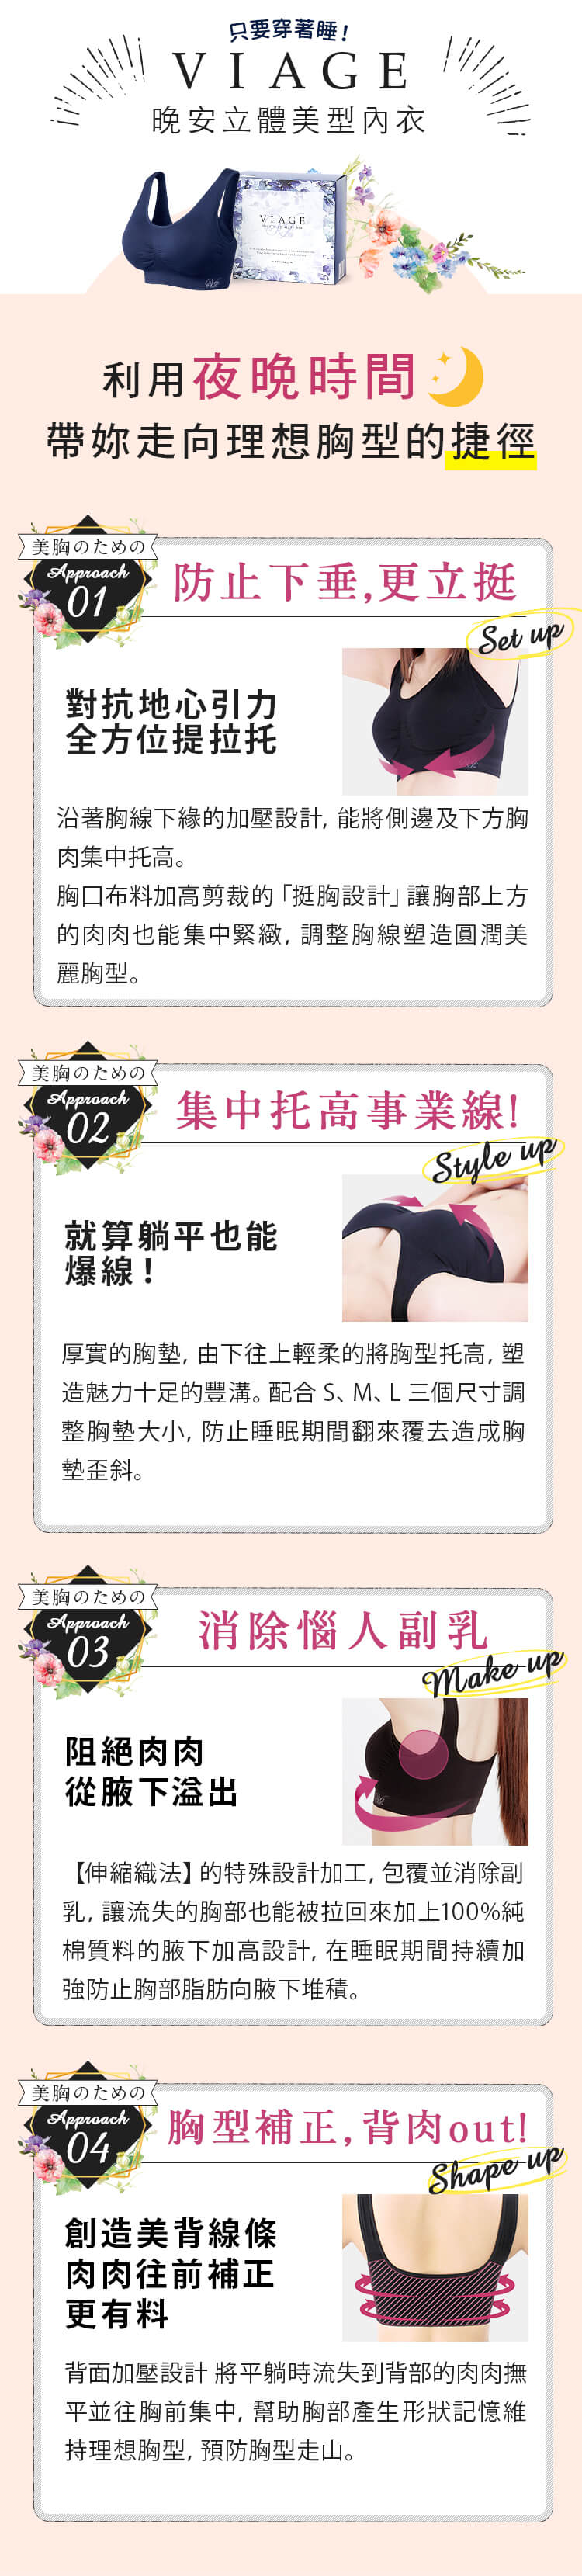 只要穿著睡!
VIAGE
晚安立體美型內衣
VIAGE
利用夜晚時間
帶妳走向理想胸型的捷徑
美胸のための
Approach
01
防止下垂,更立挺
Set up
對抗地心引力
全方位提拉托
沿著胸線下緣的加壓設計, 能將側邊及下方胸
肉集中托高。
胸口布料加高剪裁的「挺胸設計」讓胸部上方
的肉肉也能集中緊緻, 調整胸線塑造圓潤美
麗胸型。
美胸のための
Approach
02
集中托高事業線!
Style up
就算躺平也能
爆線!
厚實的胸墊, 由下往上輕柔的將胸型托高, 塑
造魅力十足的豐溝。配合 S、M、L 三個尺寸調
整胸墊大小, 防止睡眠期間翻來覆去造成胸
墊歪斜。
美胸のための
Approach
03
消除惱人副乳
Make up
阻絕肉肉
從腋下溢出
【伸縮織法】的特殊設計加工, 包覆並消除副
乳, 讓流失的胸部也能被拉回來加上100%純
棉質料的腋下加高設計, 在睡眠期間持續加
強防止胸部脂肪向腋下堆積。
美胸のための
Approach
04
胸型補正, 背肉out!
Shape up
創造美背線條
肉肉往前補正
更有料
背面加壓設計 將平躺時流失到背部的肉肉撫
平並往胸前集中, 幫助胸部產生形狀記憶維
持理想胸型, 預防胸型走山。